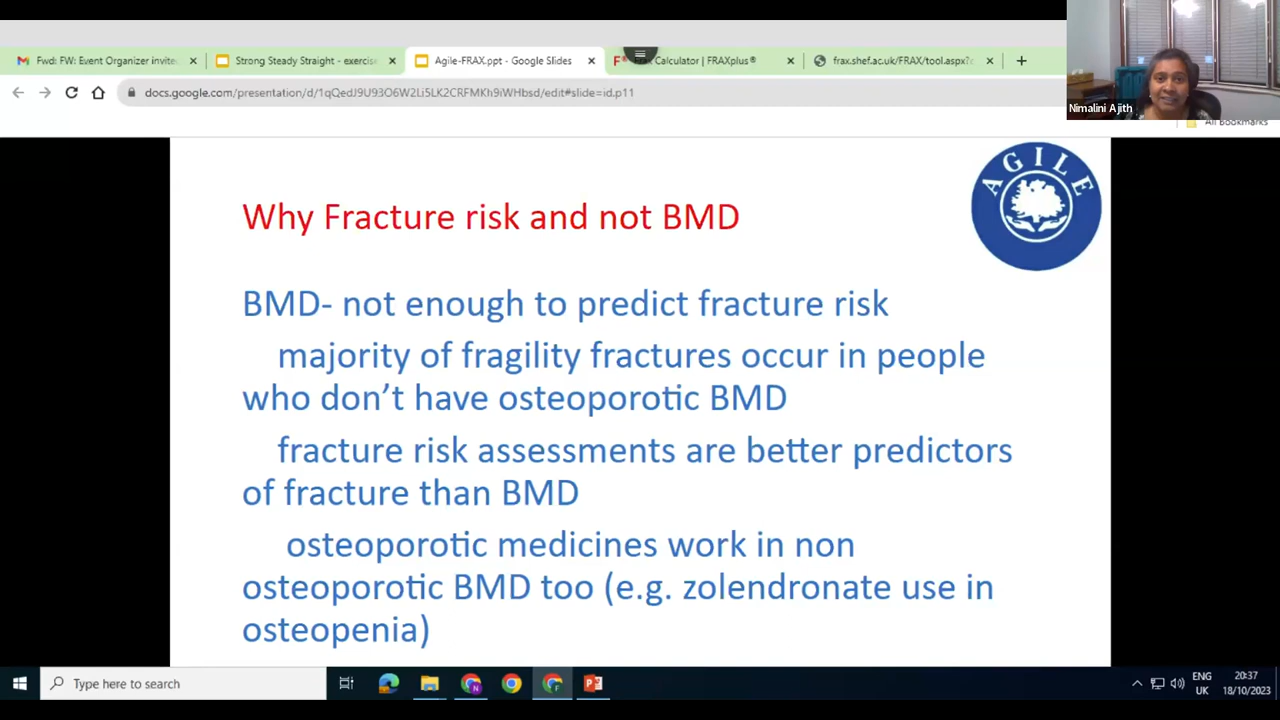 Fwd: FW: Event Organizer invite
Strong Steady Straight - exercis
Agile-FRAX.ppt - Google Slides
Frax Calculator | FRAXplus®
frax.shef.ac.uk/FRAX/tool.aspx?c
docs.google.com/presentation/d/1qQedJ9U93O6W2Li5LK2CRFMKh9iWHbsd/edit#slide=id.p11
Nimalini Ajith
All Bookmarks
AGILE
Why Fracture risk and not BMD
BMD- not enough to predict fracture risk
majority of fragility fractures occur in people
who don’t have osteoporotic BMD
fracture risk assessments are better predictors
of fracture than BMD
osteoporotic medicines work in non
osteoporotic BMD too (e.g. zolendronate use in
osteopenia)
Type here to search
ENG
UK
20:37
18/10/2023